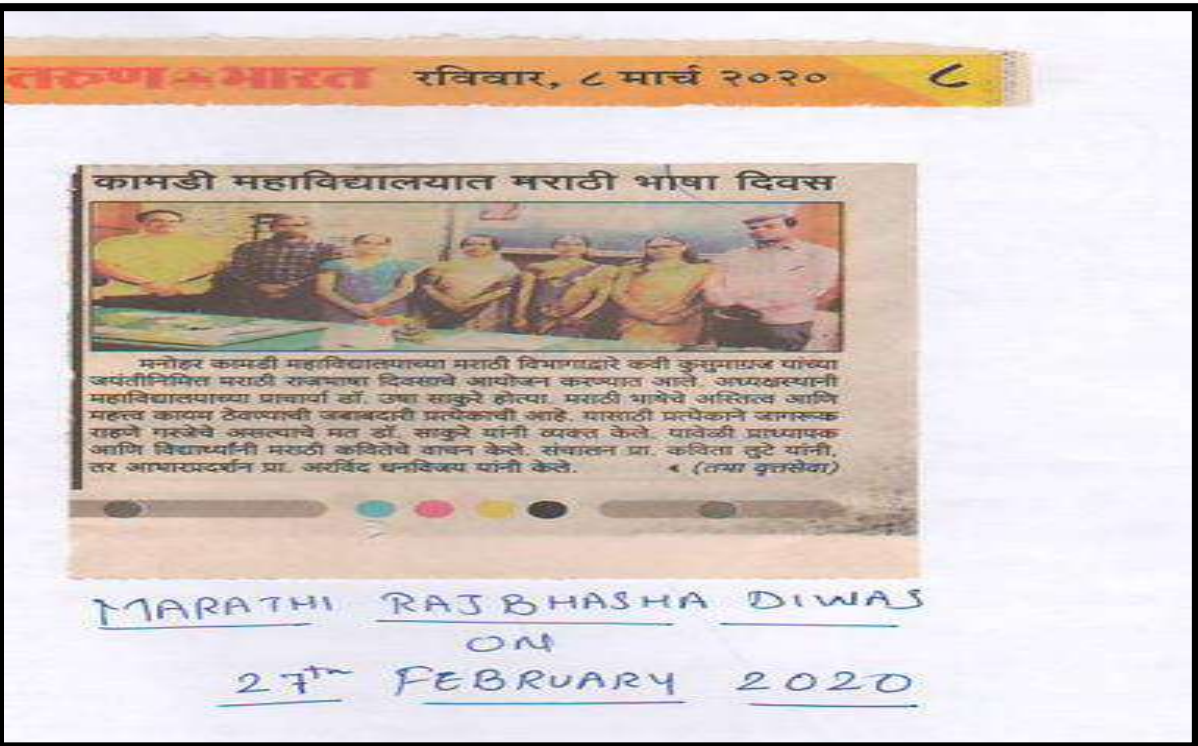 तरुण भारत रविवार, ८ मार्च २०२० ८
कामडी महाविद्यालयात मराठी भाषा दिवस
मनोहर कामडी महाविद्यालयाच्या मराठी विभागाद्वारे कवी कुसुमाग्रज यांच्या
जयंतीनिमित्त मराठी राजभाषा दिवसाचे आयोजन करण्यात आले. अध्यक्षस्थानी
महाविद्यालयाच्या प्राचार्या डॉ. उषा साकुरे होत्या. मराठी भाषेचे अस्तित्व आणि
महत्त्व कायम ठेवण्याची जबाबदारी प्रत्येकाची आहे. यासाठी प्रत्येकाने जागरूक
राहणे गरजेचे असल्याचे मत डॉ. साकुरे यांनी व्यक्त केले. यावेळी प्राध्यापक
आणि विद्यार्थ्यांनी मराठी कवितेचे वाचन केले. संचालन प्रा. कविता तुटे यांनी,
तर आभारप्रदर्शन प्रा. अरविंद धनविजय यांनी केले. (तभा वृत्तसेवा)
MARATHI RAJBHASHA DIWAS
ON
27th FEBRUARY 2020